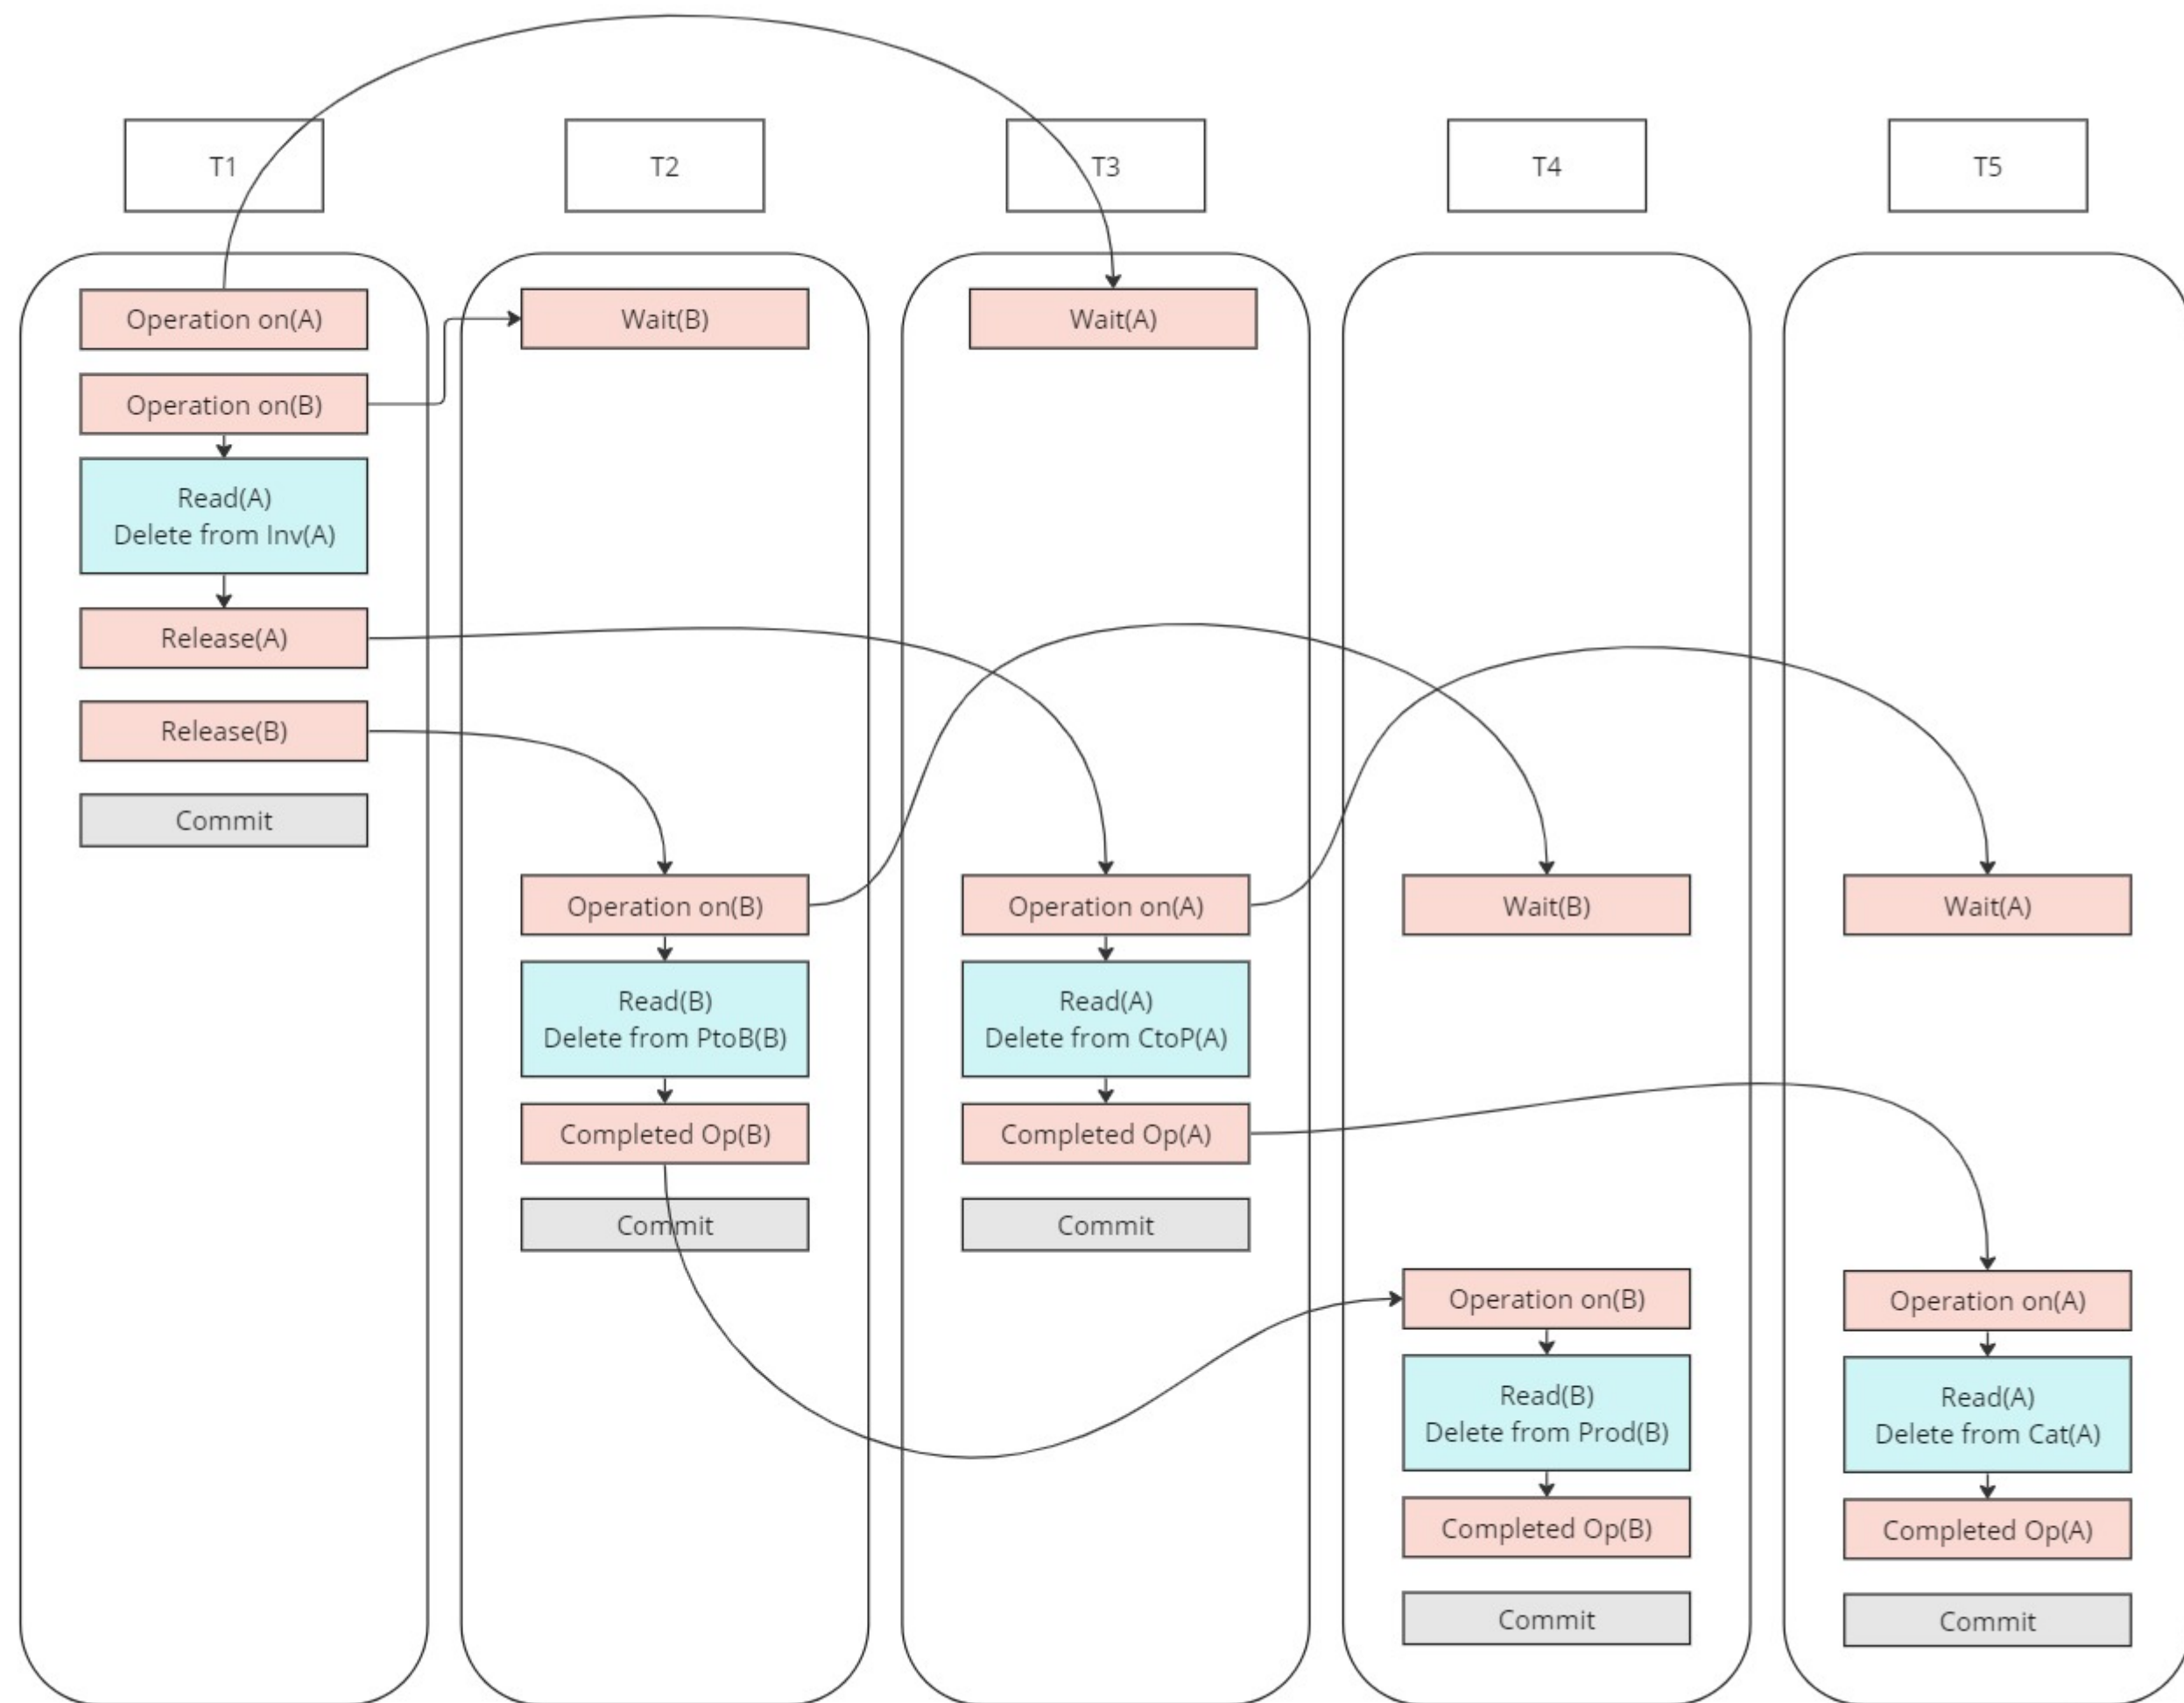 T1
T2
T3
T4
T5
Operation on(A)
Wait(B)
Wait(A)
Operation on(B)
Read(A)
Delete from Inv(A)
Release(A)
Release(B)
Commit
Operation on(B)
Operation on(A)
Wait(B)
Wait(A)
Read(B)
Delete from PtoB(B)
Read(A)
Delete from CtoP(A)
Completed Op(B)
Completed Op(A)
Commit
Commit
Operation on(B)
Operation on(A)
Read(B)
Delete from Prod(B)
Read(A)
Delete from Cat(A)
Completed Op(B)
Completed Op(A)
Commit
Commit